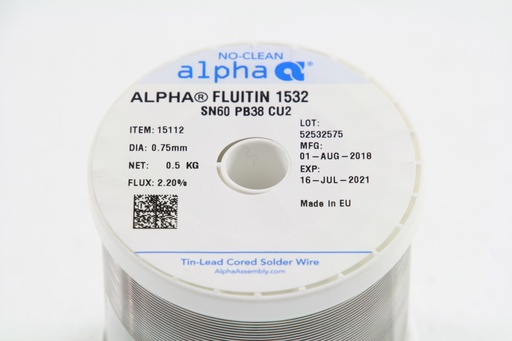 NO-CLEAN
alpha a®
ALPHA® FLUITIN 1532
SN60 PB38 CU2
ITEM: 15112
DIA: 0.75mm
NET: 0.5 KG
FLUX: 2.20%
LOT:
52532575
MFG:
01-AUG-2018
EXP:
16-JUL-2021
Made in EU
Tin-Lead Cored Solder Wire
AlphaAssembly.com